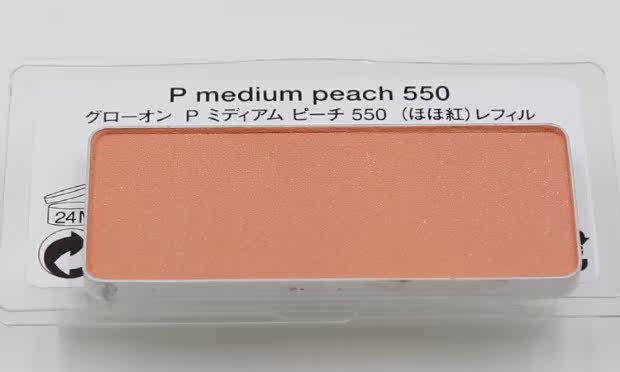 P medium peach 550
グローオン P ミディアム ピーチ 550 (ほほ紅) レフィル
24M